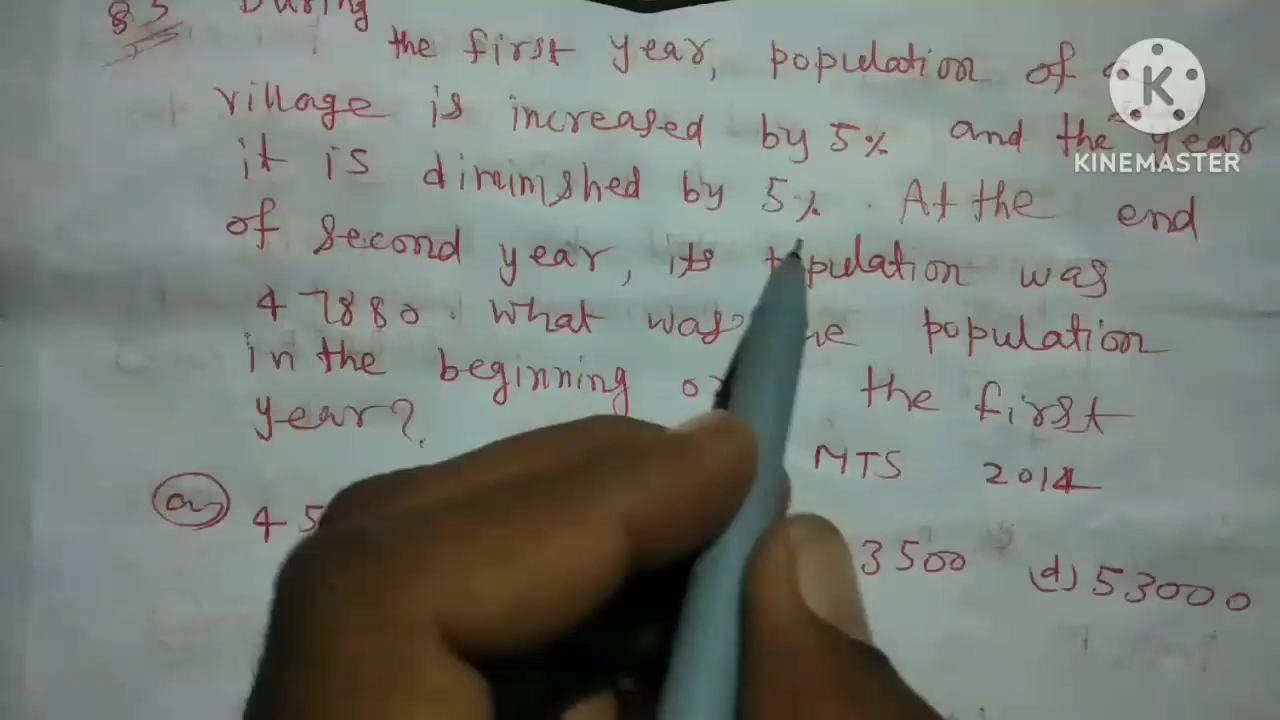 85 During
the first year, population of a
village is increased by 5% and the year
it is diminished by 5%. At the end
of second year, its population was
47880. What was the population
in the beginning the first
year?
MTS 2014
(a) 45 3500 (d) 53000
K
KINEMASTER